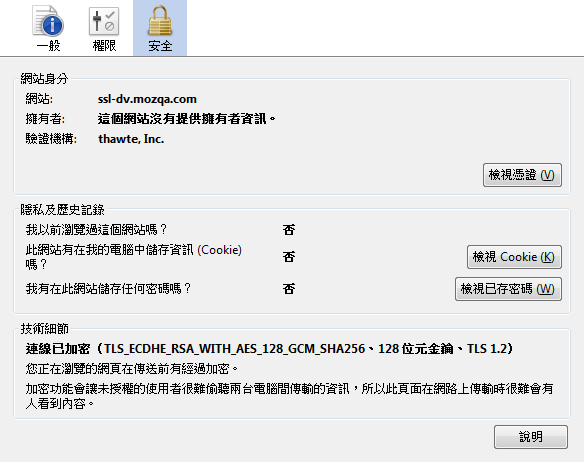 一般 權限 安全
網站身分
網站: ssl-dv.mozqa.com
擁有者: 這個網站沒有提供擁有者資訊。
驗證機構: thawte, Inc.
檢視憑證 (V)
隱私及歷史記錄
我以前瀏覽過這個網站嗎？ 否
此網站有在我的電腦中儲存資訊 (Cookie) 嗎？ 否 檢視 Cookie (K)
我有在此網站儲存任何密碼嗎？ 否 檢視已存密碼 (W)
技術細節
連線已加密（TLS_ECDHE_RSA_WITH_AES_128_GCM_SHA256、128 位元金鑰、TLS 1.2）
您正在瀏覽的網頁在傳送前有經過加密。
加密功能會讓未授權的使用者很難偷聽兩台電腦間傳輸的資訊，所以此頁面在網路上傳輸時很難會有
人看到內容。
說明